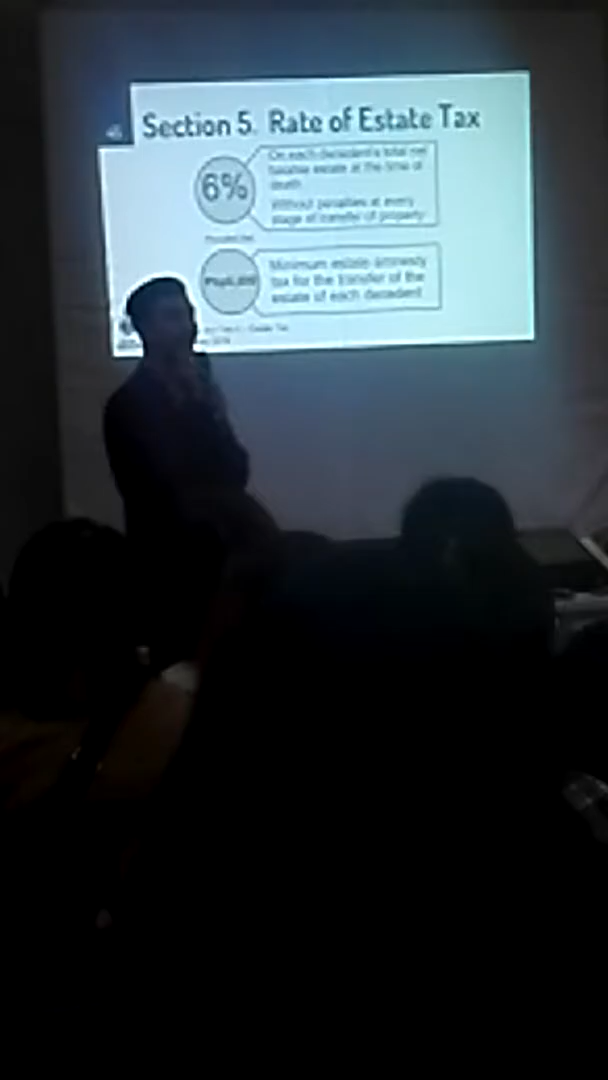 Section 5. Rate of Estate Tax
6%
On each decedent's total net
taxable estate at the time of
death
Without penalties at every
stage of transfer of property
Minimum estate amnesty
tax for the transfer of the
estate of each decedent
Estate Tax